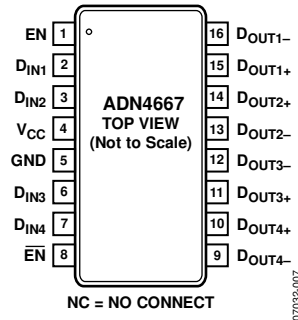 EN 1 16 DOUT1–
DIN1 2 15 DOUT1+
DIN2 3 14 DOUT2+
VCC 4 13 DOUT2–
GND 5 12 DOUT3–
DIN3 6 11 DOUT3+
DIN4 7 10 DOUT4+
EN 8 9 DOUT4–
ADN4667
TOP VIEW
(Not to Scale)
NC = NO CONNECT
07032-007